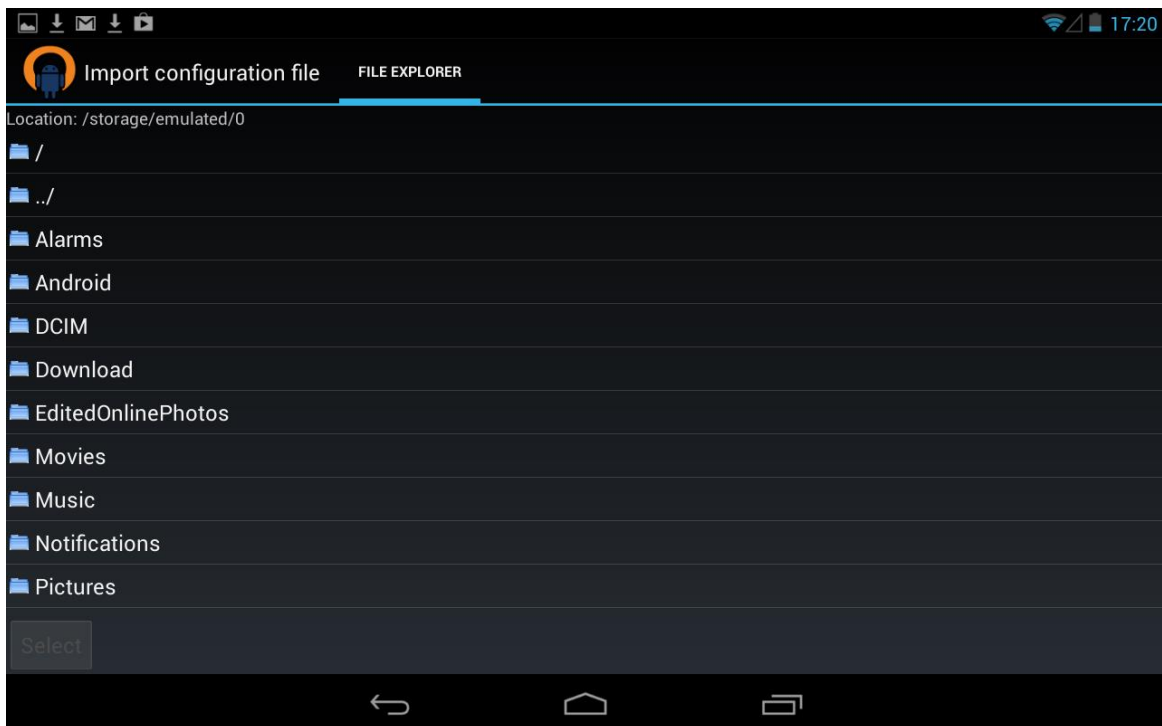 17:20
Import configuration file FILE EXPLORER
Location: /storage/emulated/0
/
../
Alarms
Android
DCIM
Download
EditedOnlinePhotos
Movies
Music
Notifications
Pictures
Select